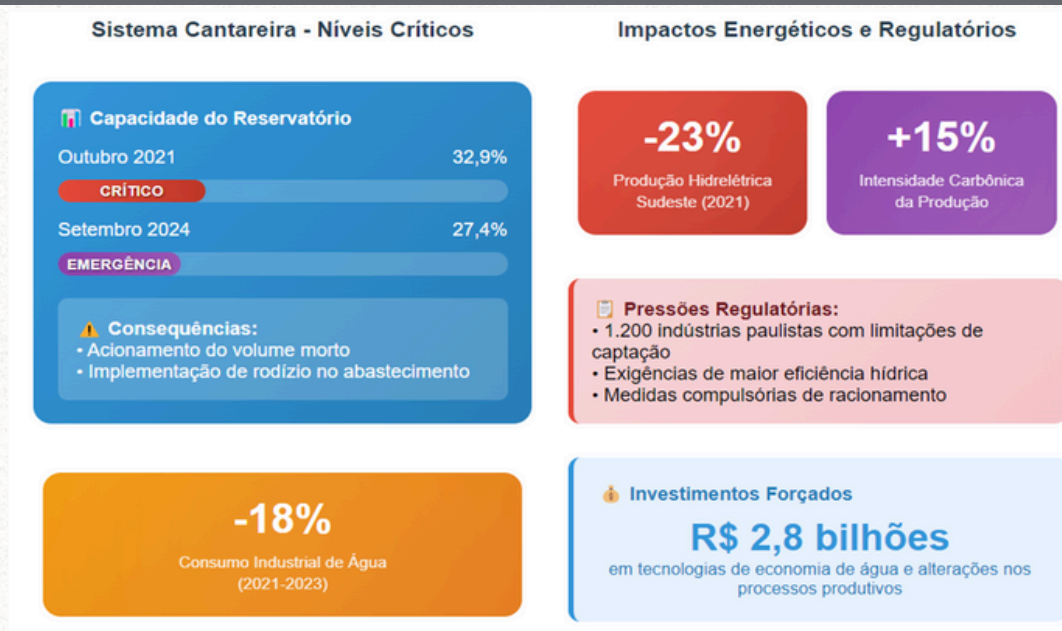 Sistema Cantareira - Níveis Críticos
Capacidade do Reservatório
Outubro 2021 32,9%
CRÍTICO
Setembro 2024 27,4%
EMERGÊNCIA
Consequências:
• Acionamento do volume morto
• Implementação de rodízio no abastecimento
-18%
Consumo Industrial de Água
(2021-2023)
Impactos Energéticos e Regulatórios
-23%
Produção Hidrelétrica
Sudeste (2021)
+15%
Intensidade Carbônica
da Produção
Pressões Regulatórias:
• 1.200 indústrias paulistas com limitações de
captação
• Exigências de maior eficiência hídrica
• Medidas compulsórias de racionamento
Investimentos Forçados
R$ 2,8 bilhões
em tecnologias de economia de água e alterações nos
processos produtivos